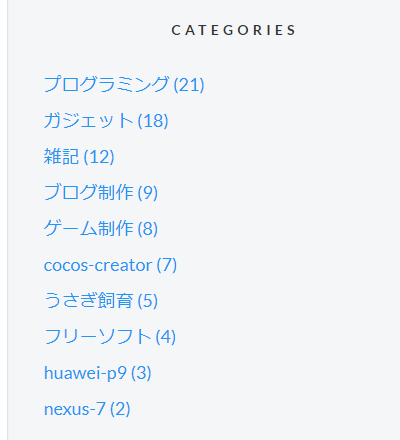 CATEGORIES
プログラミング (21)
ガジェット (18)
雑記 (12)
ブログ制作 (9)
ゲーム制作 (8)
cocos-creator (7)
うさぎ飼育 (5)
フリーソフト (4)
huawei-p9 (3)
nexus-7 (2)